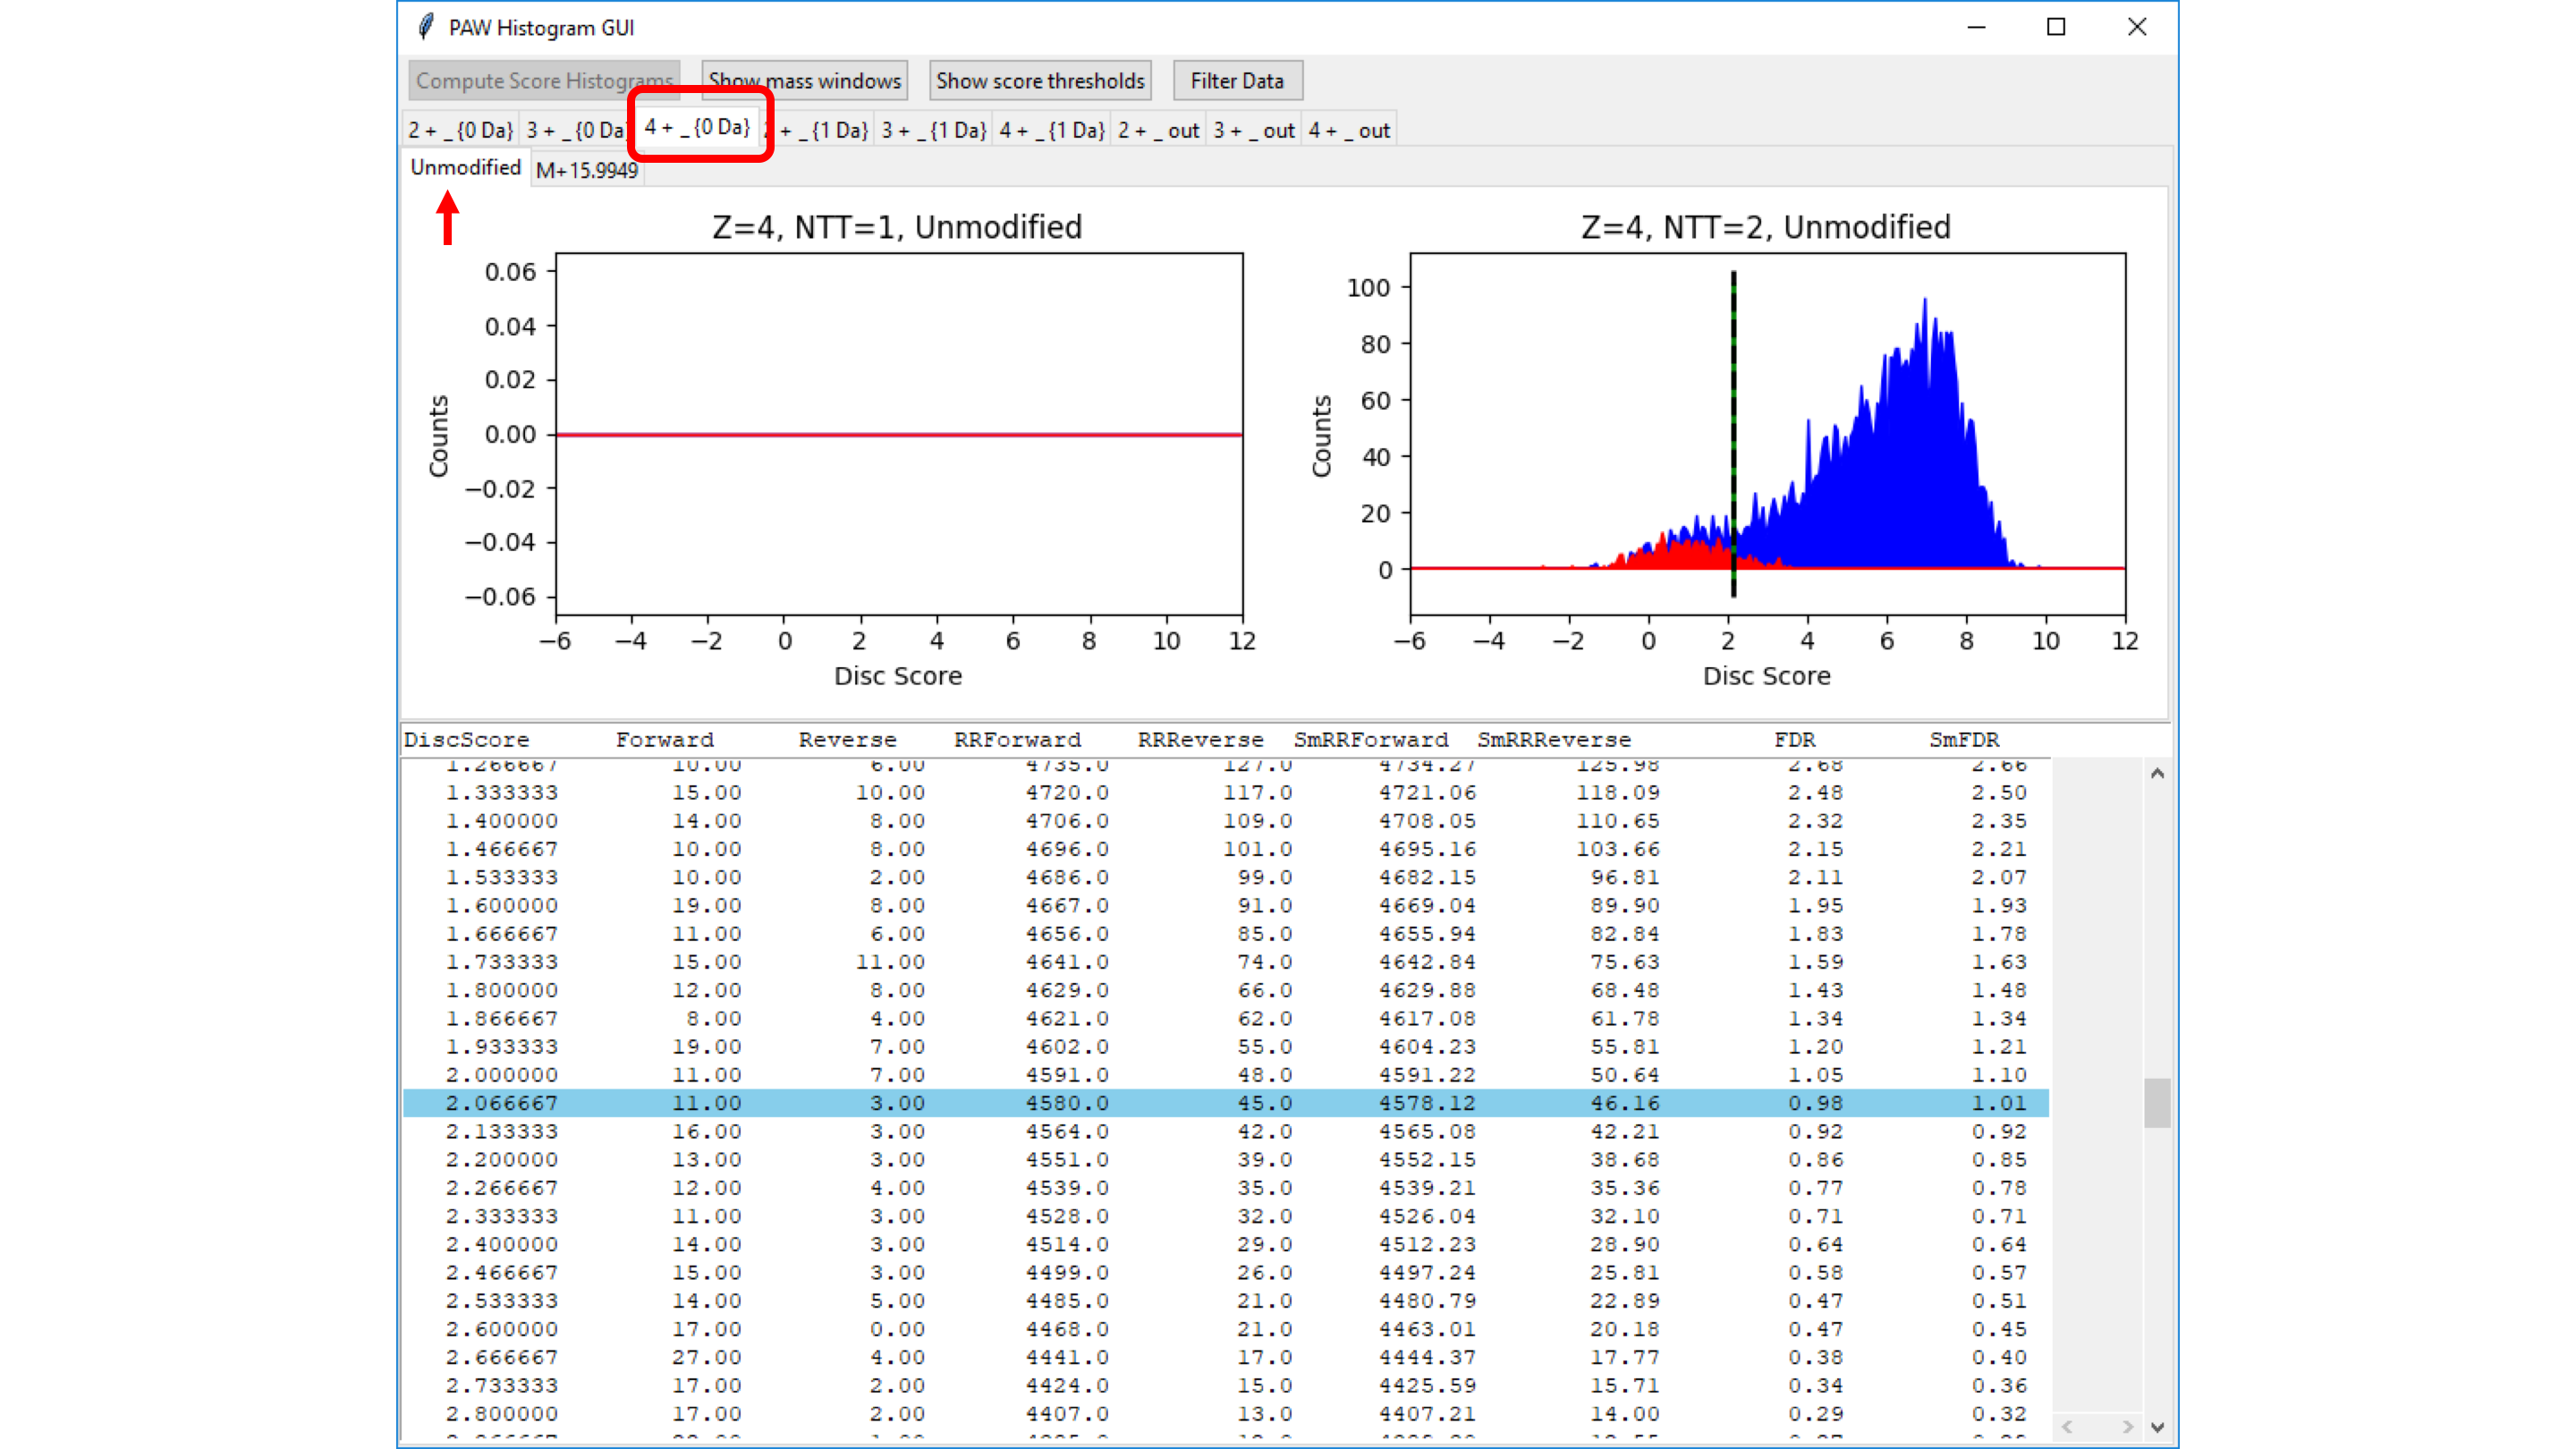 PAW Histogram GUI
Compute Score Histograms Show mass windows Show score thresholds Filter Data
2 + _{0 Da} 3 + _{0 Da 4 + _{0 Da} + _{1 Da} 3 + _{1 Da} 4 + _{1 Da} 2 + _ out 3 + _ out 4 + _ out
Unmodified M+15.9949
Z=4, NTT=1, Unmodified
0.06
0.04
0.02
0.00
−0.02
−0.04
−0.06
Counts
−6 −4 −2 0 2 4 6 8 10 12
Disc Score
Z=4, NTT=2, Unmodified
100
80
60
40
20
0
Counts
−6 −4 −2 0 2 4 6 8 10 12
Disc Score
DiscScore Forward Reverse RRForward RRReverse SmRRForward SmRRReverse FDR SmFDR
1.266667 10.00 6.00 4735.0 127.0 4734.27 125.98 2.68 2.66
1.333333 15.00 10.00 4720.0 117.0 4721.06 118.09 2.48 2.50
1.400000 14.00 8.00 4706.0 109.0 4708.05 110.65 2.32 2.35
1.466667 10.00 8.00 4696.0 101.0 4695.16 103.66 2.15 2.21
1.533333 10.00 2.00 4686.0 99.0 4682.15 96.81 2.11 2.07
1.600000 19.00 8.00 4667.0 91.0 4669.04 89.90 1.95 1.93
1.666667 11.00 6.00 4656.0 85.0 4655.94 82.84 1.83 1.78
1.733333 15.00 11.00 4641.0 74.0 4642.84 75.63 1.59 1.63
1.800000 12.00 8.00 4629.0 66.0 4629.88 68.48 1.43 1.48
1.866667 8.00 4.00 4621.0 62.0 4617.08 61.78 1.34 1.34
1.933333 19.00 7.00 4602.0 55.0 4604.23 55.81 1.20 1.21
2.000000 11.00 7.00 4591.0 48.0 4591.22 50.64 1.05 1.10
2.066667 11.00 3.00 4580.0 45.0 4578.12 46.16 0.98 1.01
2.133333 16.00 3.00 4564.0 42.0 4565.08 42.21 0.92 0.92
2.200000 13.00 3.00 4551.0 39.0 4552.15 38.68 0.86 0.85
2.266667 12.00 4.00 4539.0 35.0 4539.21 35.36 0.77 0.78
2.333333 11.00 3.00 4528.0 32.0 4526.04 32.10 0.71 0.71
2.400000 14.00 3.00 4514.0 29.0 4512.23 28.90 0.64 0.64
2.466667 15.00 3.00 4499.0 26.0 4497.24 25.81 0.58 0.57
2.533333 14.00 5.00 4485.0 21.0 4480.79 22.89 0.47 0.51
2.600000 17.00 0.00 4468.0 21.0 4463.01 20.18 0.47 0.45
2.666667 27.00 4.00 4441.0 17.0 4444.37 17.77 0.38 0.40
2.733333 17.00 2.00 4424.0 15.0 4425.59 15.71 0.34 0.36
2.800000 17.00 2.00 4407.0 13.0 4407.21 14.00 0.29 0.32